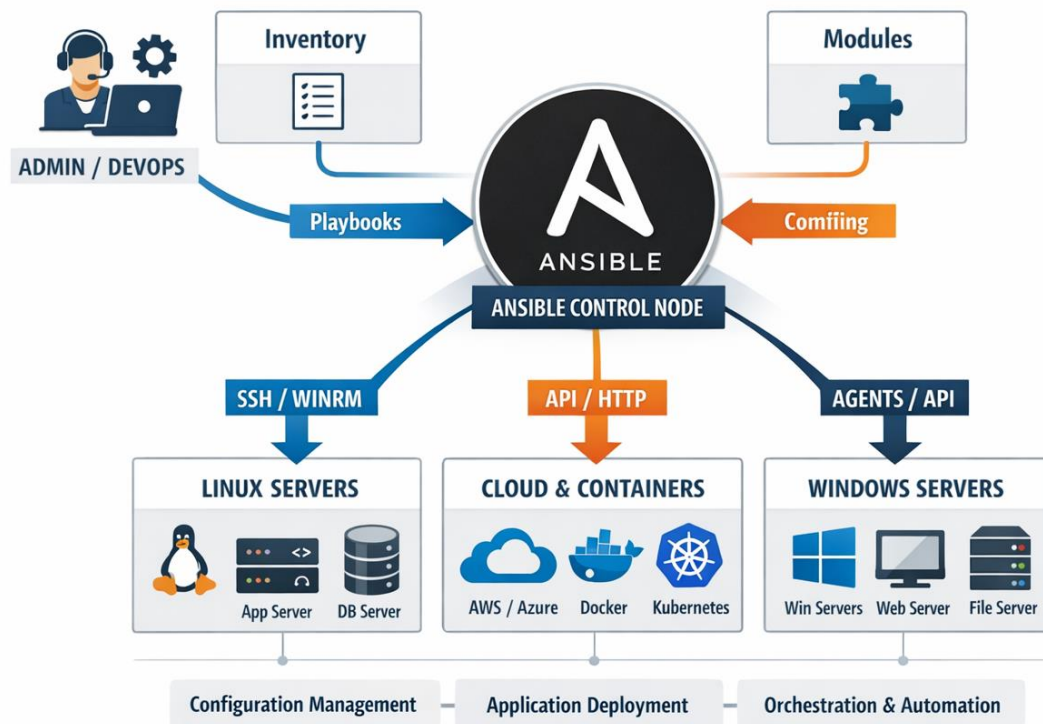 Inventory
Modules
ADMIN / DEVOPS
Playbooks
Comfiing
ANSIBLE
ANSIBLE CONTROL NODE
SSH / WINRM
API / HTTP
AGENTS / API
LINUX SERVERS
<>
App Server
DB Server
CLOUD & CONTAINERS
AWS / Azure
Docker
Kubernetes
WINDOWS SERVERS
Win Servers
Web Server
File Server
Configuration Management
Application Deployment
Orchestration & Automation